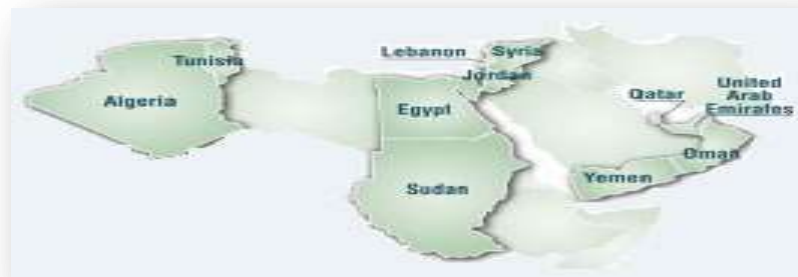 Tunisia
Algeria
Lebanon
Syria
Jordan
Egypt
Sudan
Qatar
United
Arab
Emirates
Oman
Yemen